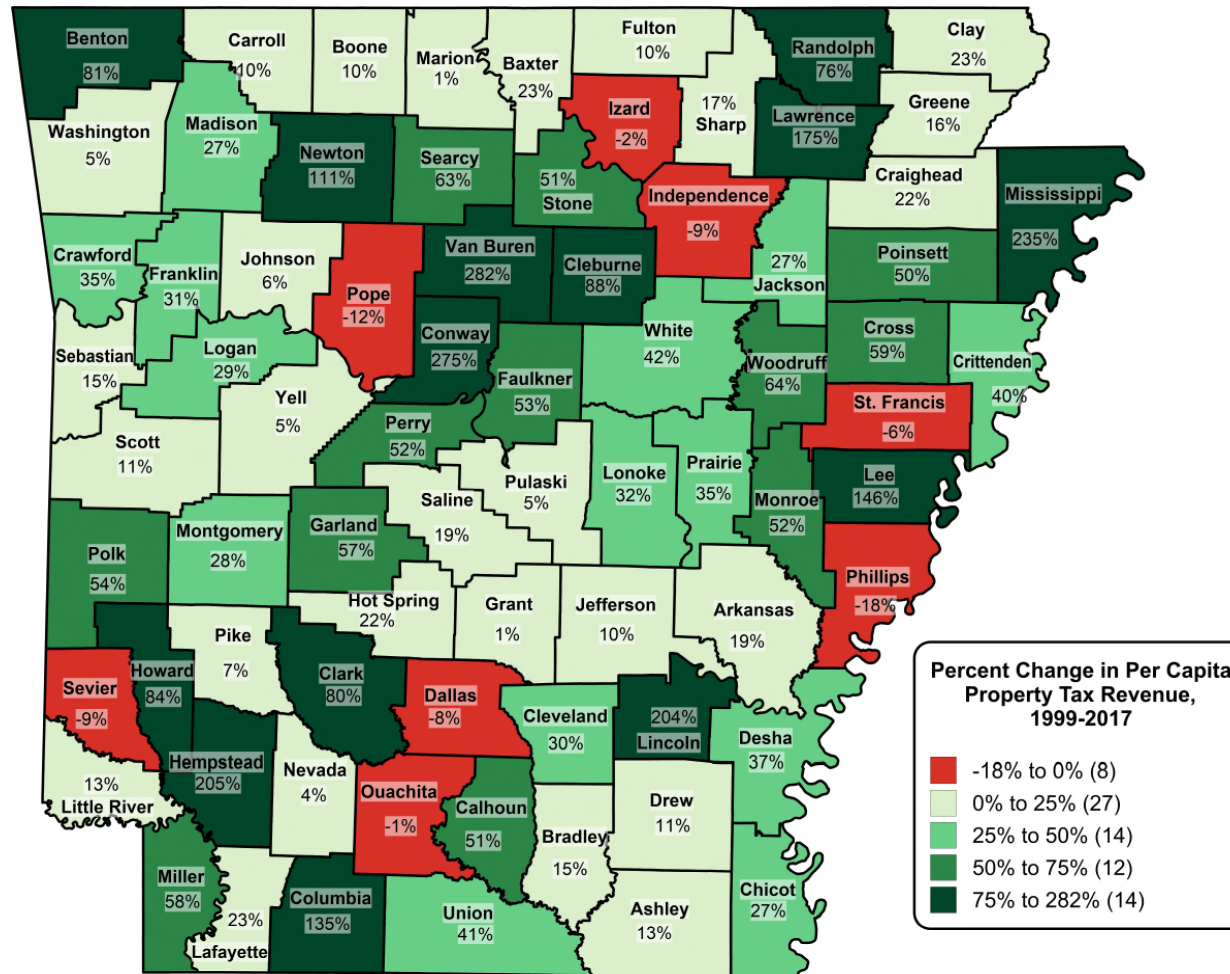 Benton
81%
Carroll
10%
Boone
10%
Marion
1%
Baxter
23%
Fulton
10%
Izard
-2%
17%
Sharp
Randolph
76%
Clay
23%
Lawrence
175%
Greene
16%
Washington
5%
Madison
27%
Newton
111%
Searcy
63%
51%
Stone
Independence
-9%
Craighead
22%
Mississippi
235%
Crawford
35%
Franklin
31%
Johnson
6%
Pope
-12%
Van Buren
282%
Cleburne
88%
27%
Jackson
Poinsett
50%
Sebastian
15%
Logan
29%
Conway
275%
White
42%
Woodruff
64%
Cross
59%
Crittenden
40%
Scott
11%
Yell
5%
Perry
52%
Faulkner
53%
St. Francis
-6%
Pulaski
5%
Lonoke
32%
Prairie
35%
Monroe
52%
Lee
146%
Polk
54%
Montgomery
28%
Garland
57%
Saline
19%
Phillips
-18%
Hot Spring
22%
Grant
1%
Jefferson
10%
Arkansas
19%
Sevier
-9%
Howard
84%
Pike
7%
Clark
80%
Dallas
-8%
Cleveland
30%
204%
Lincoln
Desha
37%
13%
Little River
Hempstead
205%
Nevada
4%
Ouachita
-1%
Calhoun
51%
Bradley
15%
Drew
11%
Miller
58%
23%
Lafayette
Columbia
135%
Union
41%
Ashley
13%
Chicot
27%
Percent Change in Per Capita
Property Tax Revenue,
1999-2017
-18% to 0% (8)
0% to 25% (27)
25% to 50% (14)
50% to 75% (12)
75% to 282% (14)